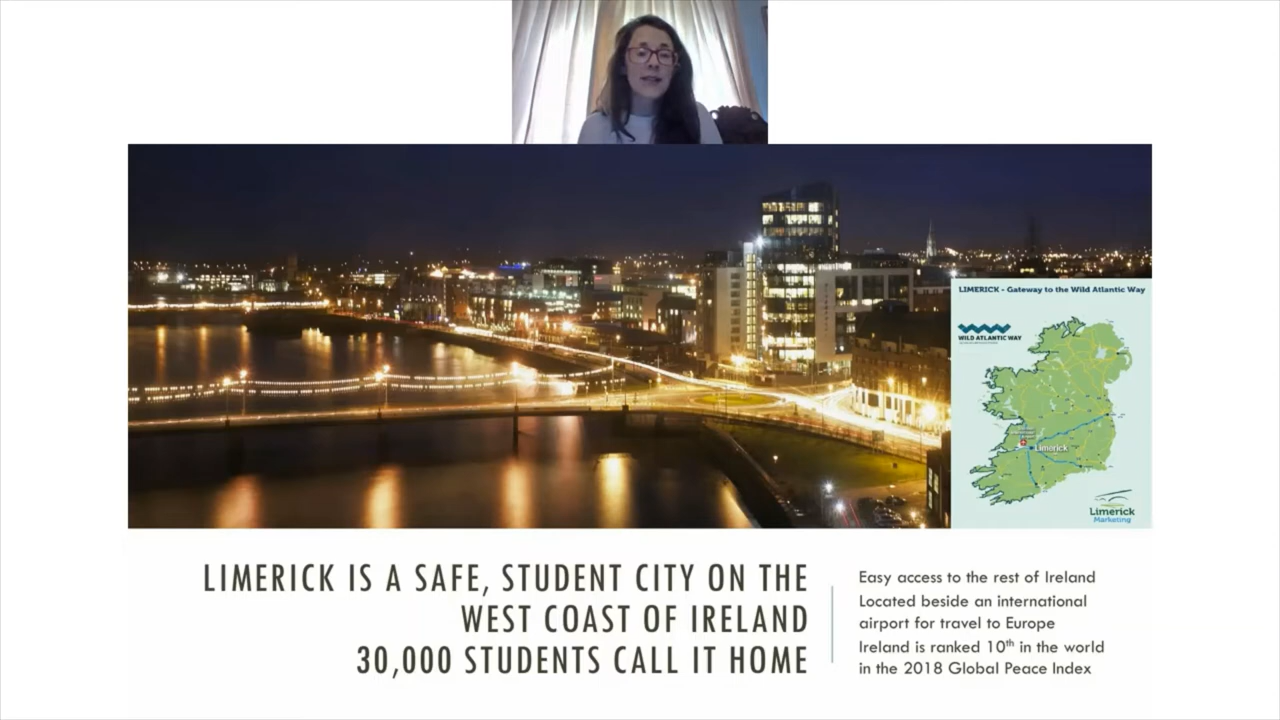 LIMERICK - Gateway to the Wild Atlantic Way
WILD ATLANTIC WAY
Limerick
Limerick
Marketing
LIMERICK IS A SAFE, STUDENT CITY ON THE
WEST COAST OF IRELAND
30,000 STUDENTS CALL IT HOME
Easy access to the rest of Ireland
Located beside an international
airport for travel to Europe
Ireland is ranked 10th in the world
in the 2018 Global Peace Index